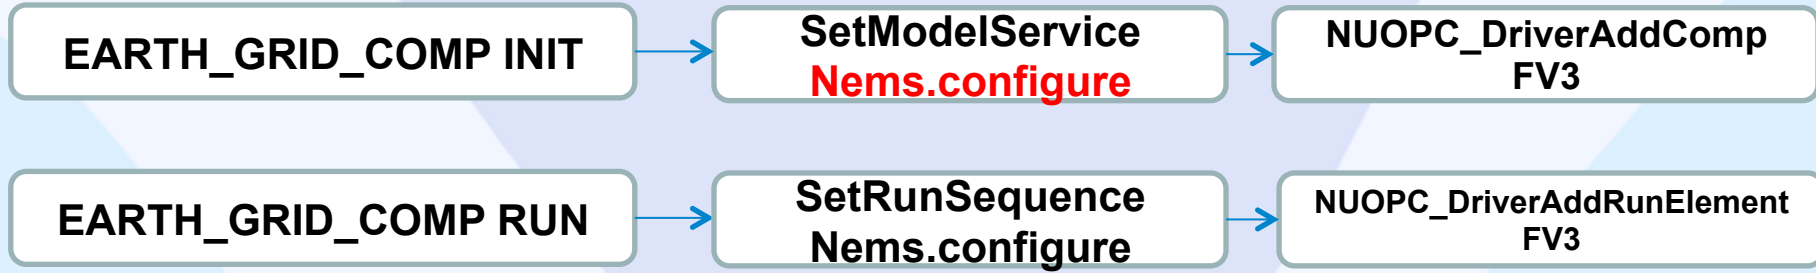 EARTH_GRID_COMP INIT
SetModelService
Nems.configure
NUOPC_DriverAddComp
FV3
EARTH_GRID_COMP RUN
SetRunSequence
Nems.configure
NUOPC_DriverAddRunElement
FV3